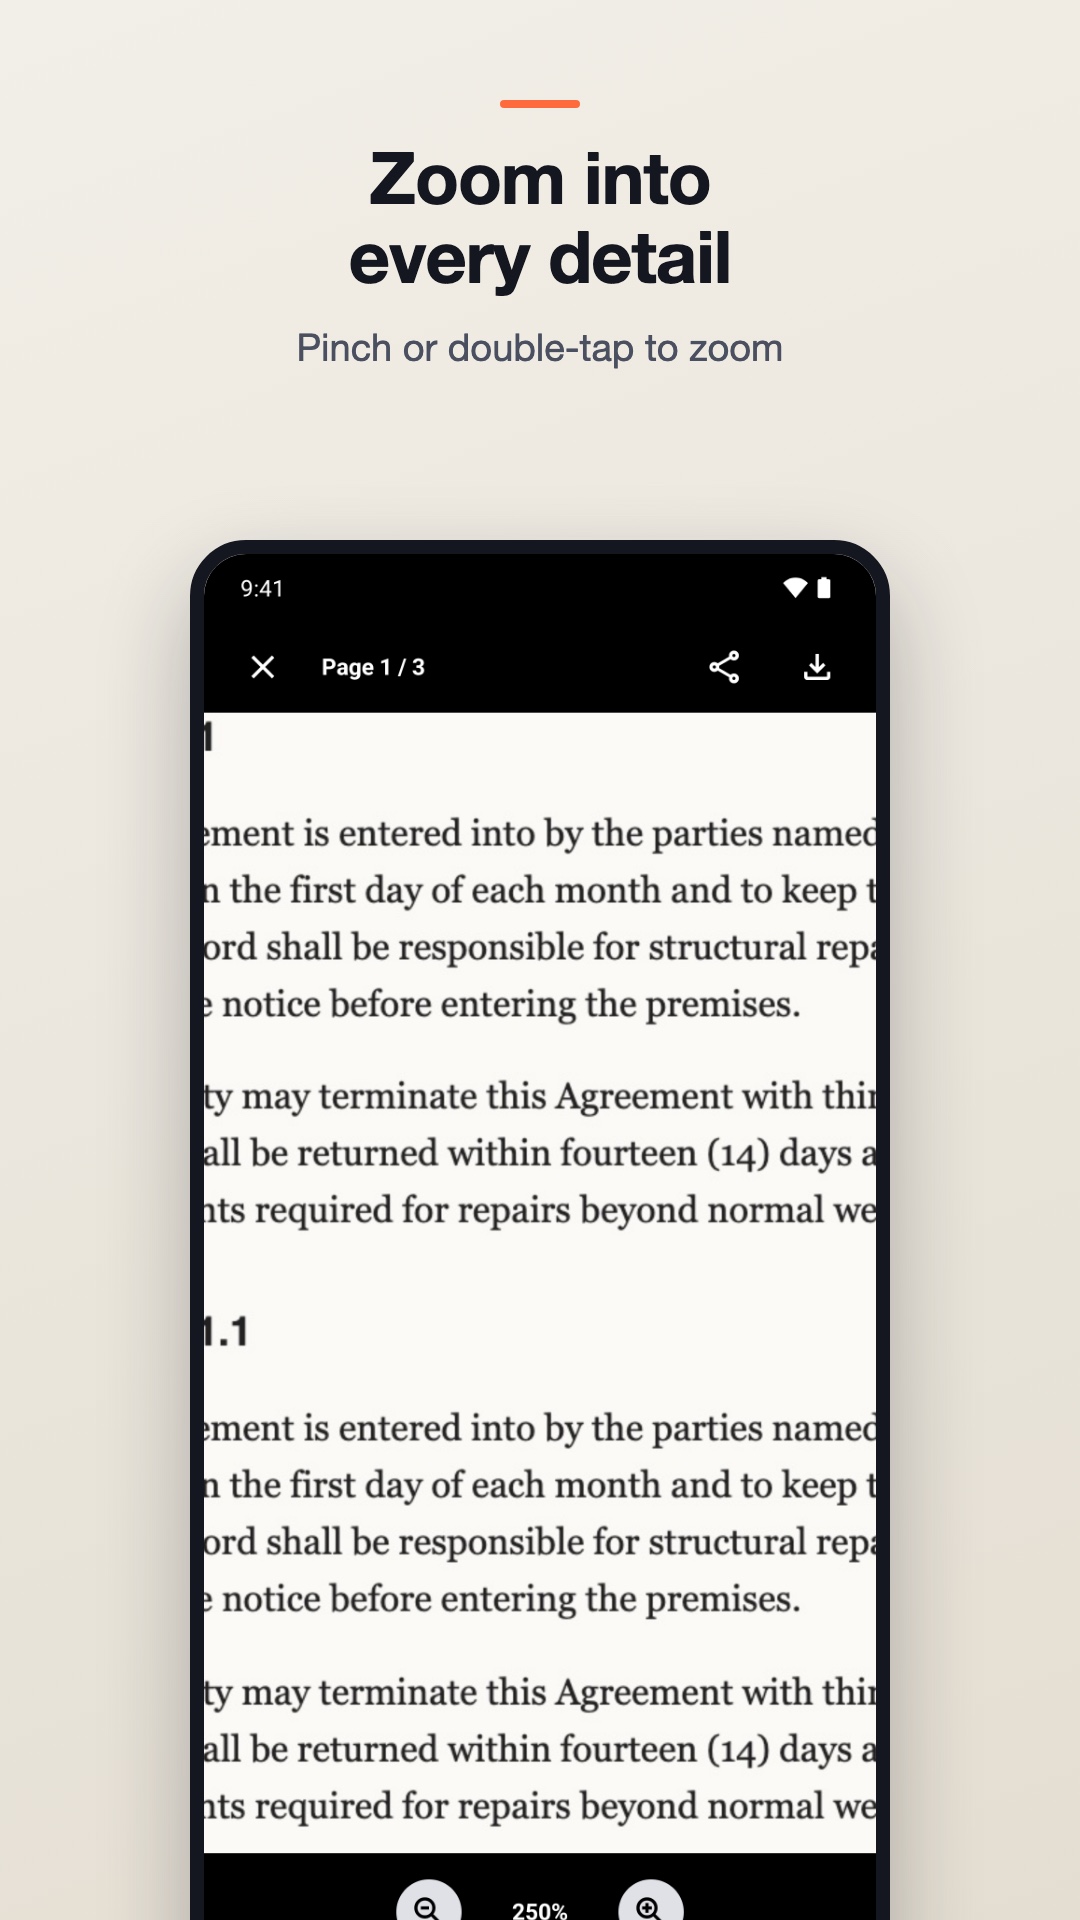 Zoom into
every detail
Pinch or double-tap to zoom
9:41
Page 1 / 3
1
ement is entered into by the parties named
n the first day of each month and to keep t
ord shall be responsible for structural repa
e notice before entering the premises.
ty may terminate this Agreement with thir
all be returned within fourteen (14) days a
nts required for repairs beyond normal we
1.1
ement is entered into by the parties named
n the first day of each month and to keep t
ord shall be responsible for structural repa
e notice before entering the premises.
ty may terminate this Agreement with thir
all be returned within fourteen (14) days a
nts required for repairs beyond normal we
250%